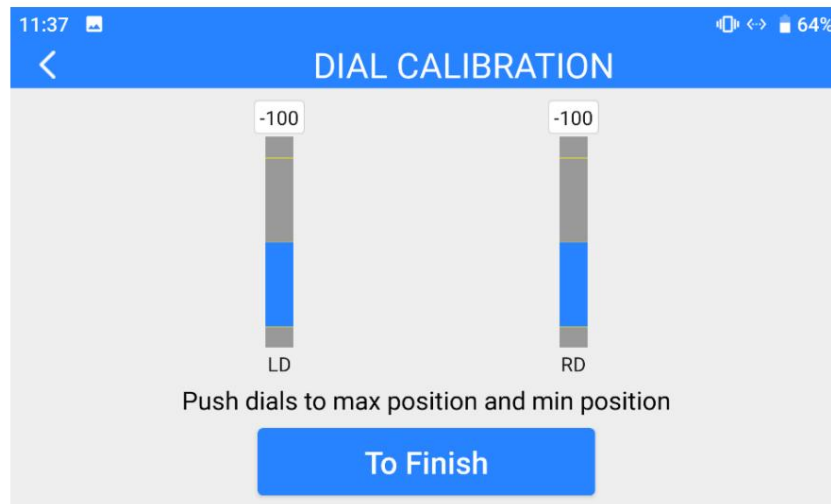 11:37 64%
DIAL CALIBRATION
-100 -100
LD RD
Push dials to max position and min position
To Finish